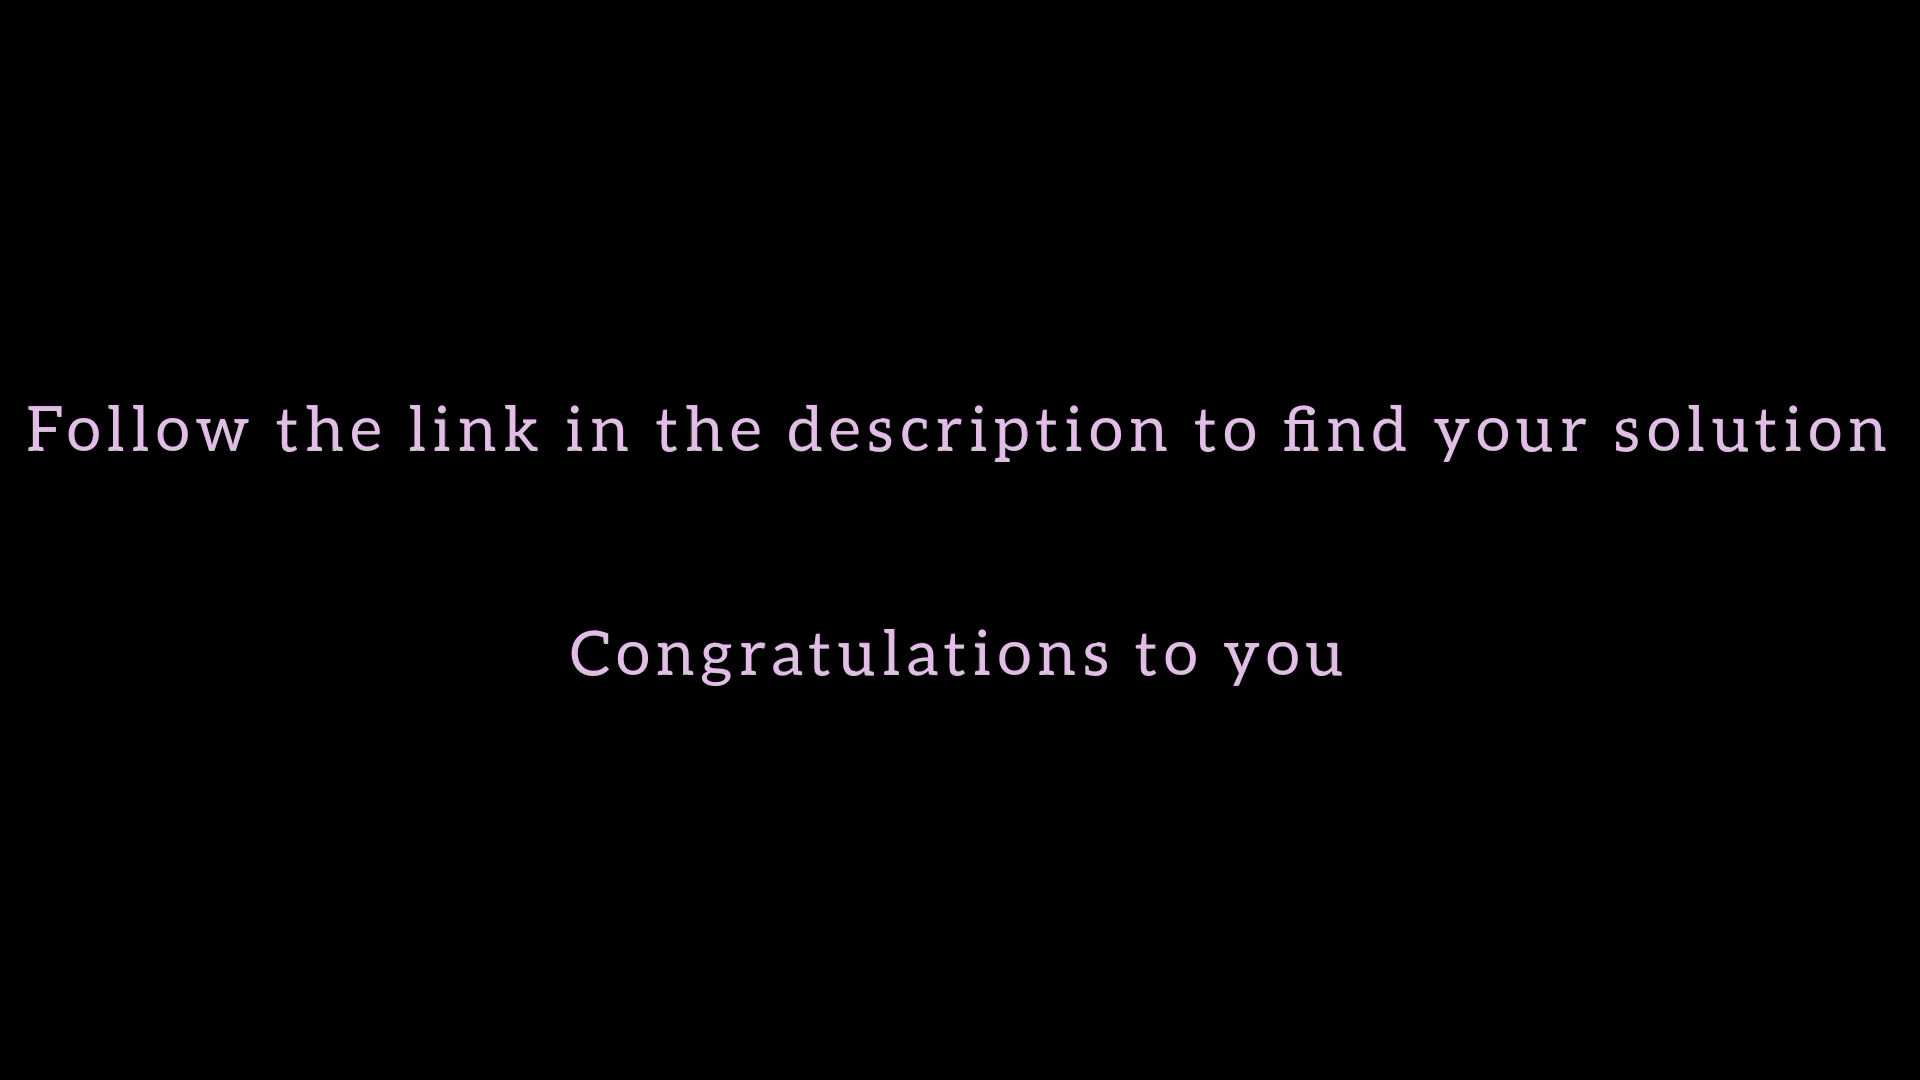 Follow the link in the description to find your solution
Congratulations to you